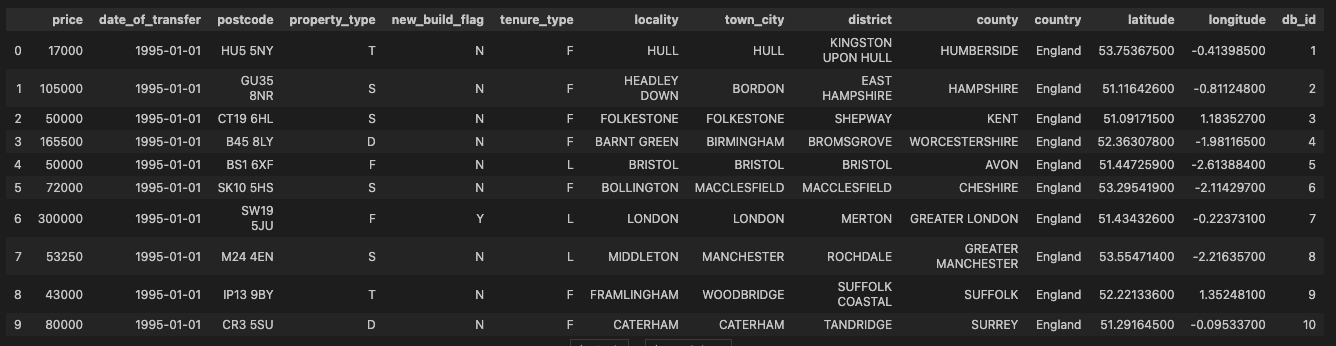 price date_of_transfer postcode property_type new_build_flag tenure_type locality town_city district county country latitude longitude db_id
0 17000 1995-01-01 HU5 5NY T N F HULL HULL KINGSTON UPON HULL HUMBERSIDE England 53.75367500 -0.41398500 1
1 105000 1995-01-01 GU35 8NR S N F HEADLEY DOWN BORDON EAST HAMPSHIRE HAMPSHIRE England 51.11642600 -0.81124800 2
2 50000 1995-01-01 CT19 6HL S N F FOLKESTONE FOLKESTONE SHEPWAY KENT England 51.09171500 1.18352700 3
3 165500 1995-01-01 B45 8LY D N F BARNT GREEN BIRMINGHAM BROMSGROVE WORCESTERSHIRE England 52.36307800 -1.98116500 4
4 50000 1995-01-01 BS1 6XF F N L BRISTOL BRISTOL BRISTOL AVON England 51.44725900 -2.61388400 5
5 72000 1995-01-01 SK10 5HS S N F BOLLINGTON MACCLESFIELD MACCLESFIELD CHESHIRE England 53.29541900 -2.11429700 6
6 300000 1995-01-01 SW19 5JU F Y L LONDON LONDON MERTON GREATER LONDON England 51.43432600 -0.22373100 7
7 53250 1995-01-01 M24 4EN S N L MIDDLETON MANCHESTER ROCHDALE GREATER MANCHESTER England 53.55471400 -2.21635700 8
8 43000 1995-01-01 IP13 9BY T N F FRAMLINGHAM WOODBRIDGE SUFFOLK COASTAL SUFFOLK England 52.22133600 1.35248100 9
9 80000 1995-01-01 CR3 5SU D N F CATERHAM CATERHAM TANDRIDGE SURREY England 51.29164500 -0.09533700 10